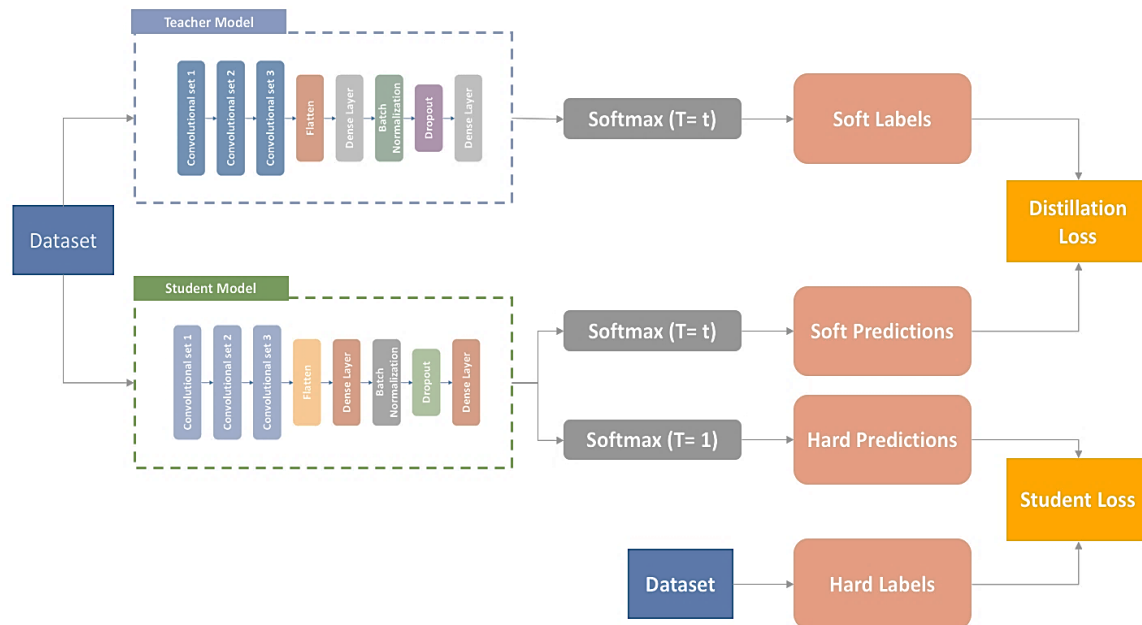 Teacher Model
Convolutional set 1
Convolutional set 2
Convolutional set 3
Flatten
Dense Layer
Batch
Normalization
Dropout
Dense Layer
Softmax (T= t)
Soft Labels
Dataset
Distillation
Loss
Student Model
Convolutional set 1
Convolutional set 2
Convolutional set 3
Flatten
Dense Layer
Batch
Normalization
Dropout
Dense Layer
Softmax (T= t)
Soft Predictions
Softmax (T= 1)
Hard Predictions
Student Loss
Dataset
Hard Labels